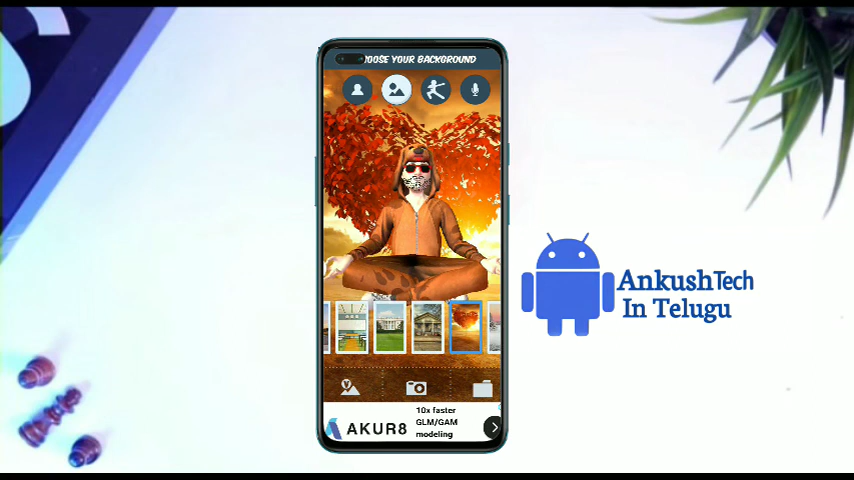 OOSE YOUR BACKGROUND
AnkushTech
In Telugu
AKUR8
10x faster
GLM/GAM
modeling